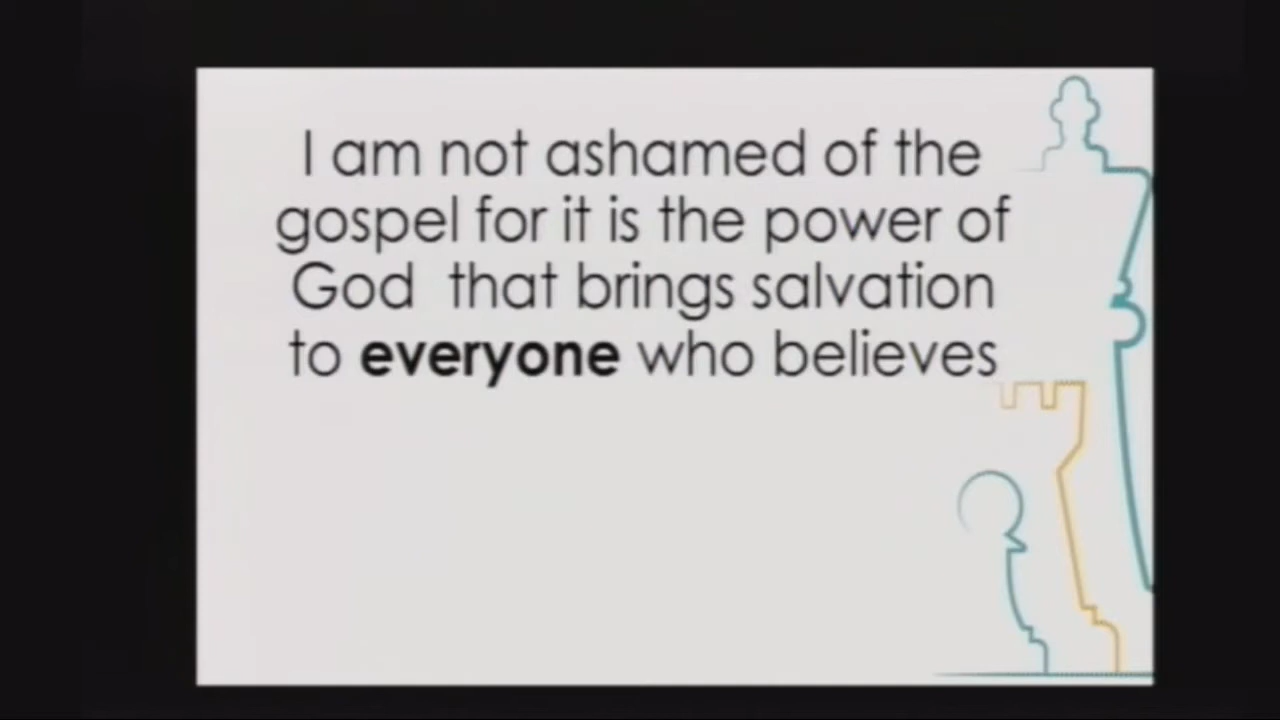 I am not ashamed of the
gospel for it is the power of
God  that brings salvation
to everyone who believes